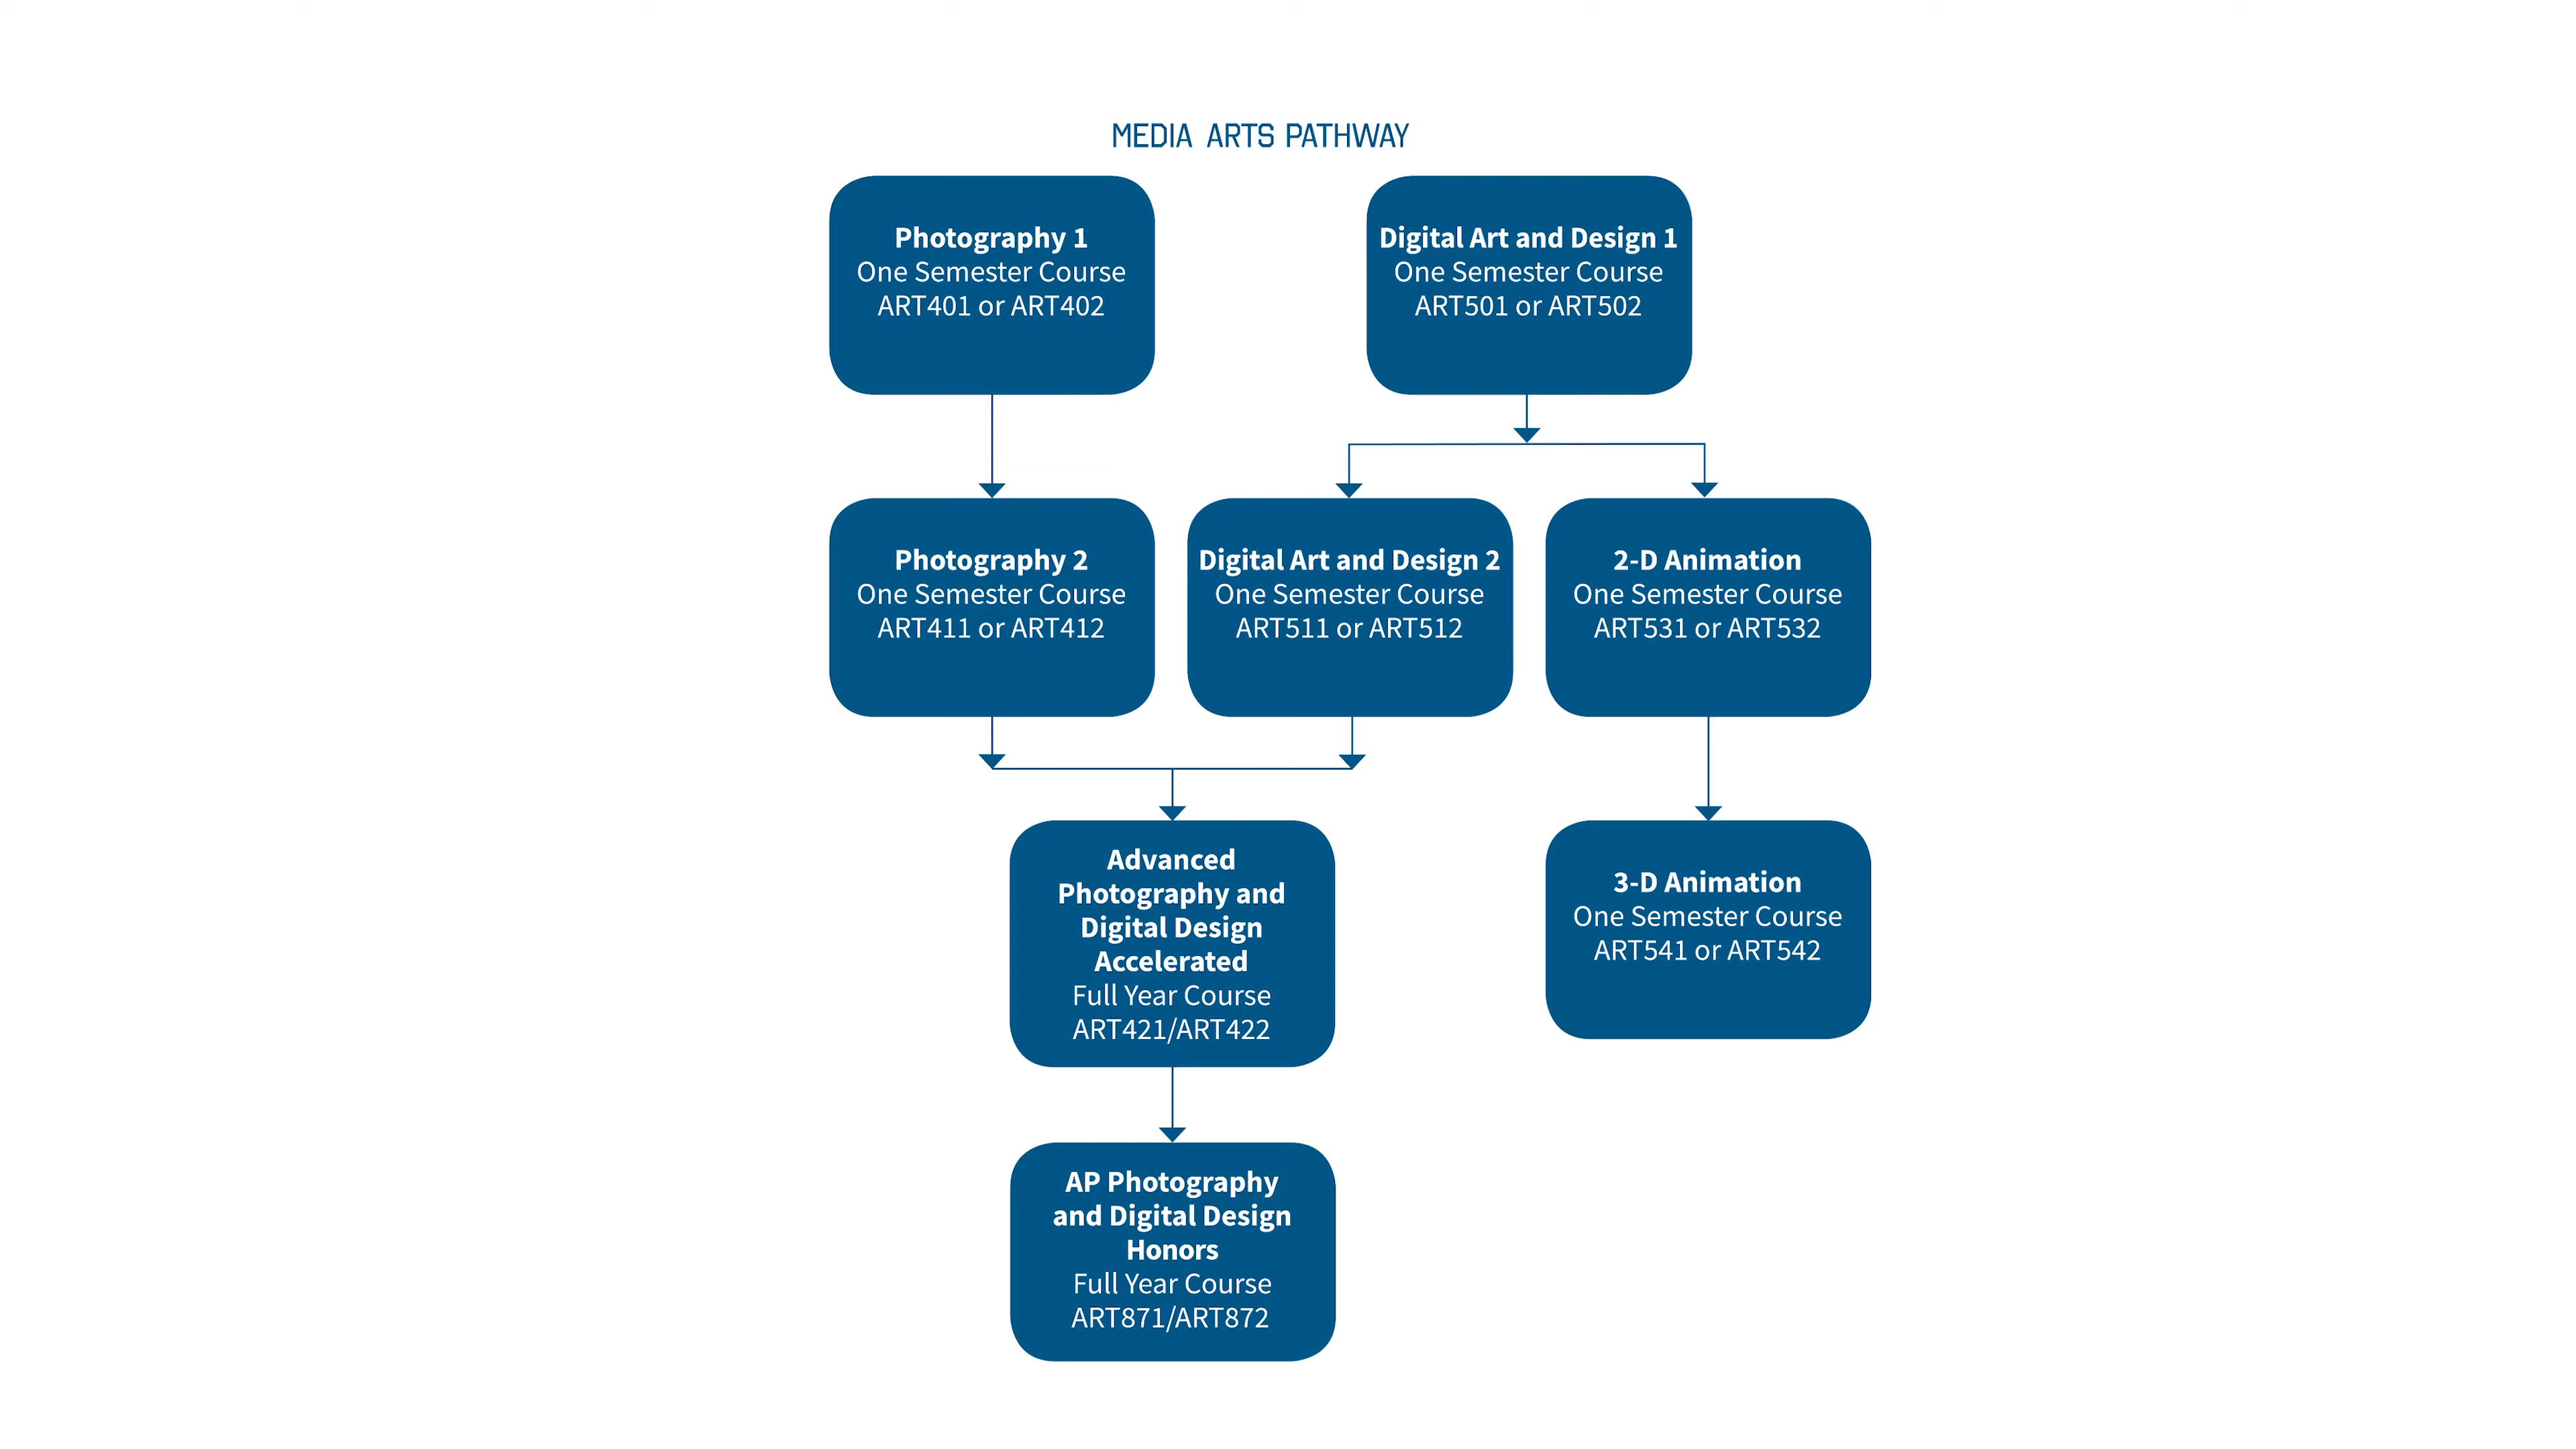 MEDIA ARTS PATHWAY
Photography 1
One Semester Course
ART401 or ART402
Digital Art and Design 1
One Semester Course
ART501 or ART502
Photography 2
One Semester Course
ART411 or ART412
Digital Art and Design 2
One Semester Course
ART511 or ART512
2-D Animation
One Semester Course
ART531 or ART532
Advanced
Photography and
Digital Design
Accelerated
Full Year Course
ART421/ART422
3-D Animation
One Semester Course
ART541 or ART542
AP Photography
and Digital Design
Honors
Full Year Course
ART871/ART872